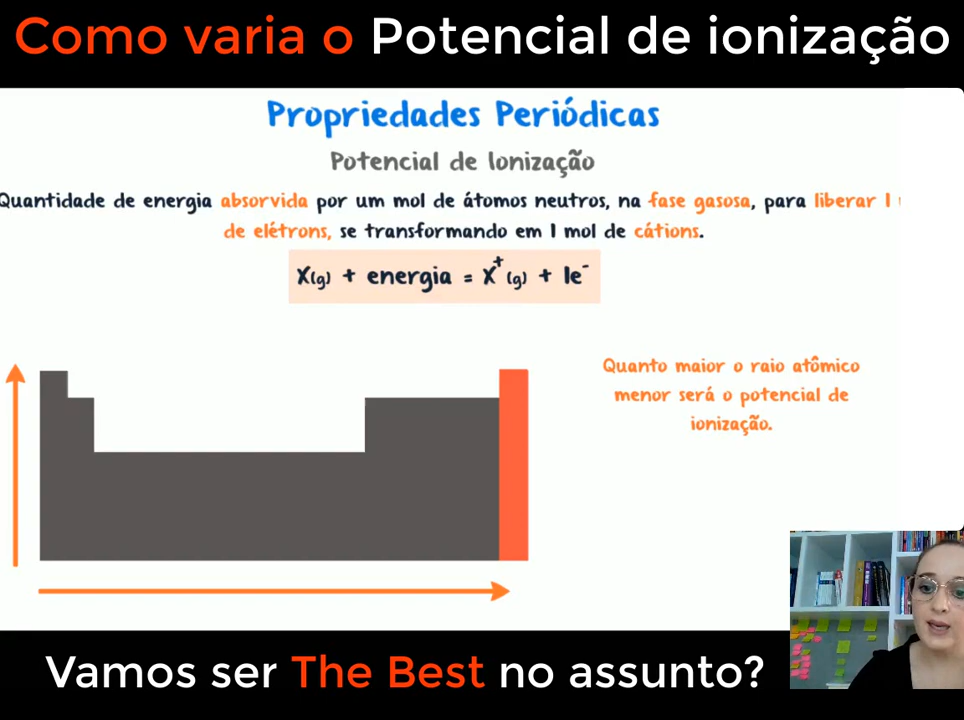 Como varia o Potencial de ionização
Propriedades Periódicas
Potencial de Ionização
Quantidade de energia absorvida por um mol de átomos neutros, na fase gasosa, para liberar 1
de elétrons, se transformando em 1 mol de cátions.
X(g) + energia = X⁺(g) + 1e⁻
Quanto maior o raio atômico
menor será o potencial de
ionização.
Vamos ser The Best no assunto?